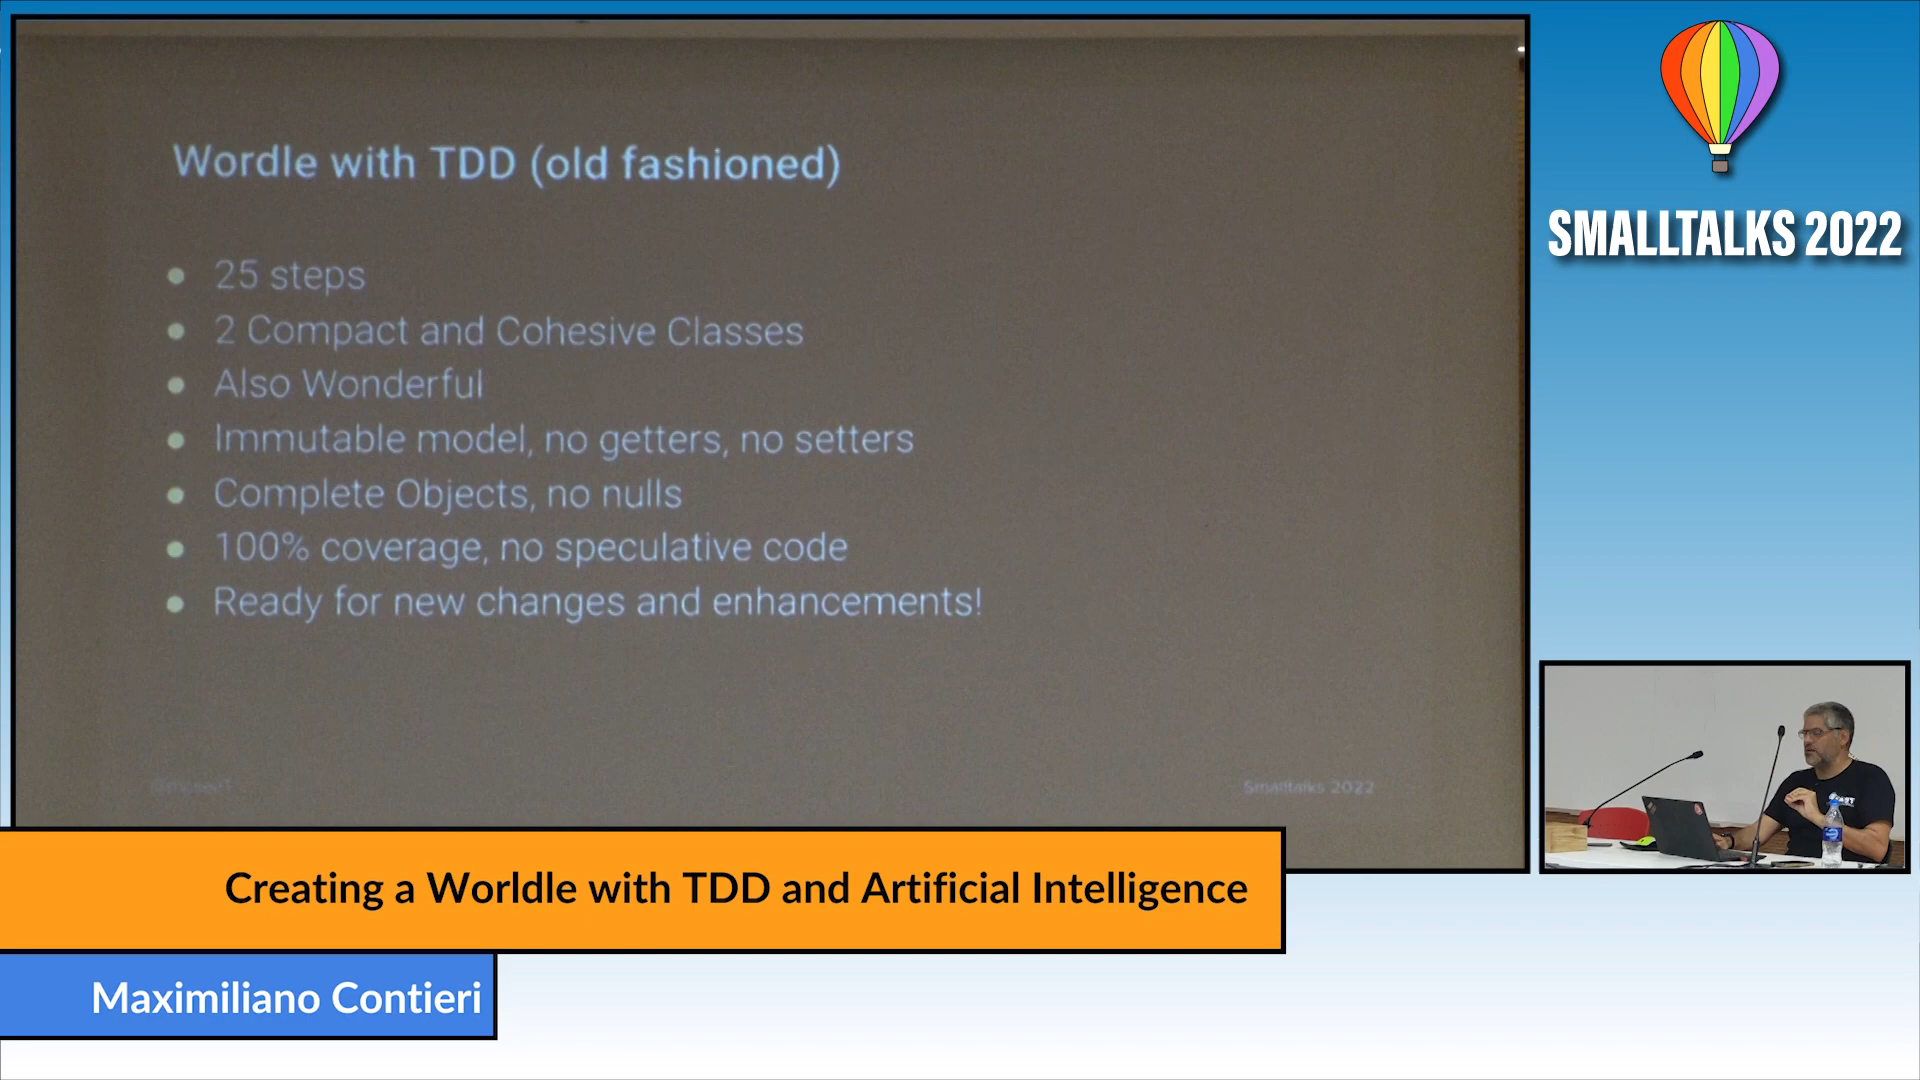 Wordle with TDD (old fashioned)
25 steps
2 Compact and Cohesive Classes
Also Wonderful
Immutable model, no getters, no setters
Complete Objects, no nulls
100% coverage, no speculative code
Ready for new changes and enhancements!
Smalltalks 2022
SMALLTALKS 2022
Creating a Worldle with TDD and Artificial Intelligence
Maximiliano Contieri